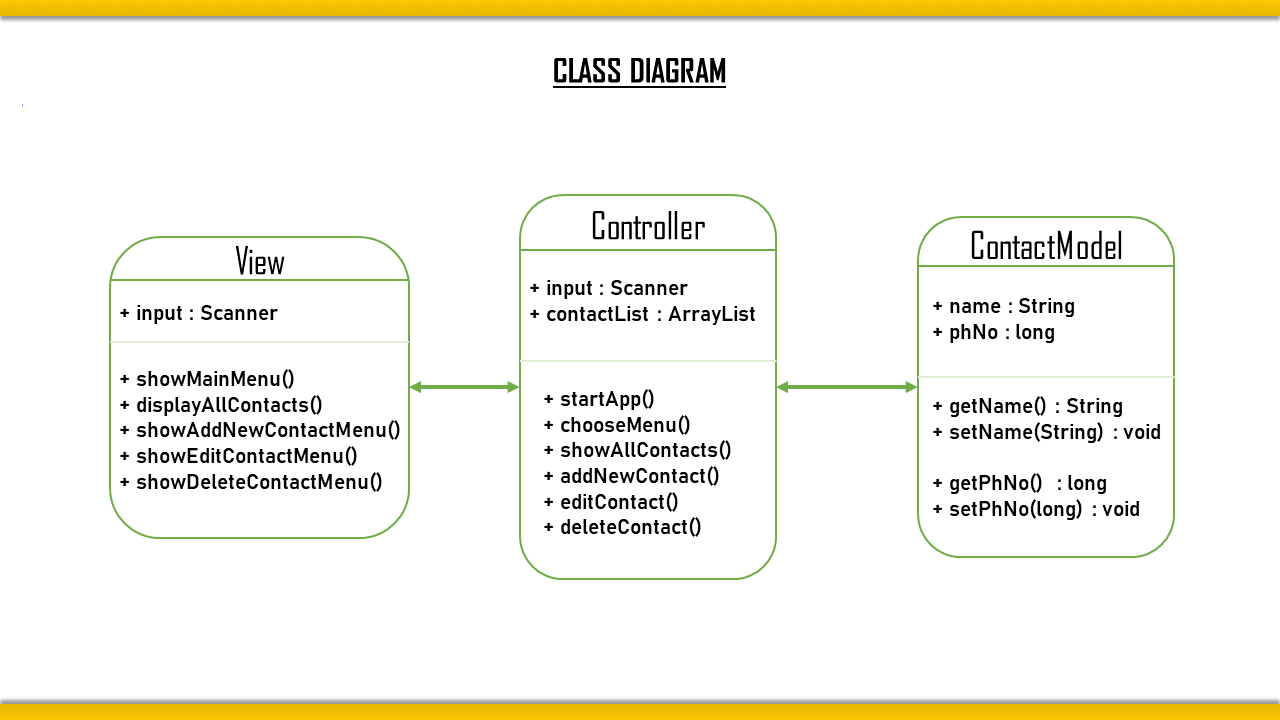 CLASS DIAGRAM
View
+ input : Scanner
+ showMainMenu()
+ displayAllContacts()
+ showAddNewContactMenu()
+ showEditContactMenu()
+ showDeleteContactMenu()
Controller
+ input : Scanner
+ contactList : ArrayList
+ startApp()
+ chooseMenu()
+ showAllContacts()
+ addNewContact()
+ editContact()
+ deleteContact()
ContactModel
+ name : String
+ phNo : long
+ getName() : String
+ setName(String) : void
+ getPhNo() : long
+ setPhNo(long) : void